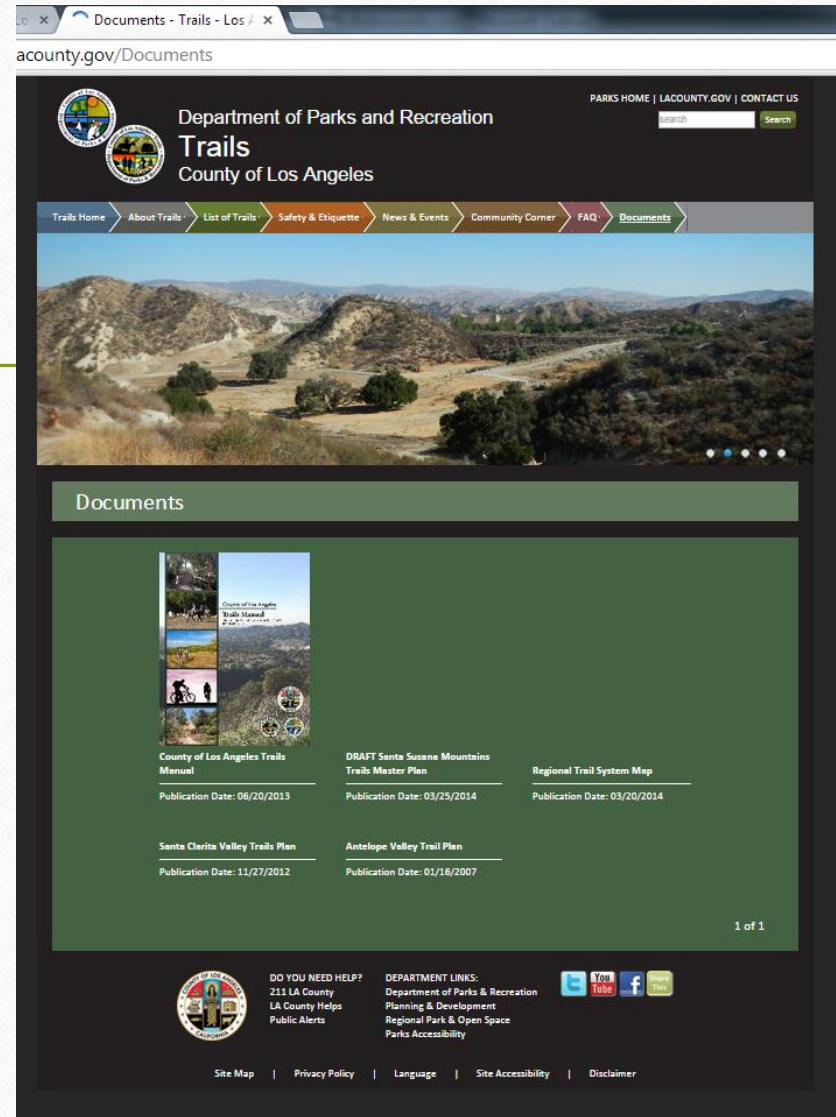 Documents - Trails - Los
acounty.gov/Documents
PARKS HOME | LACOUNTY.GOV | CONTACT US
search Search
Department of Parks and Recreation
Trails
County of Los Angeles
Trails Home About Trails List of Trails Safety & Etiquette News & Events Community Corner FAQ Documents
Documents
County of Los Angeles
Trails Manual
County of Los Angeles Trails Manual
Publication Date: 06/20/2013
DRAFT Santa Susana Mountains
Trails Master Plan
Publication Date: 03/25/2014
Regional Trail System Map
Publication Date: 03/20/2014
Santa Clarita Valley Trails Plan
Publication Date: 11/27/2012
Antelope Valley Trail Plan
Publication Date: 01/16/2007
1 of 1
COUNTY OF LOS ANGELES
CALIFORNIA
DO YOU NEED HELP?
211 LA County
LA County Helps
Public Alerts
DEPARTMENT LINKS:
Department of Parks & Recreation
Planning & Development
Regional Park & Open Space
Parks Accessibility
You
Tube
Share
This
Site Map | Privacy Policy | Language | Site Accessibility | Disclaimer